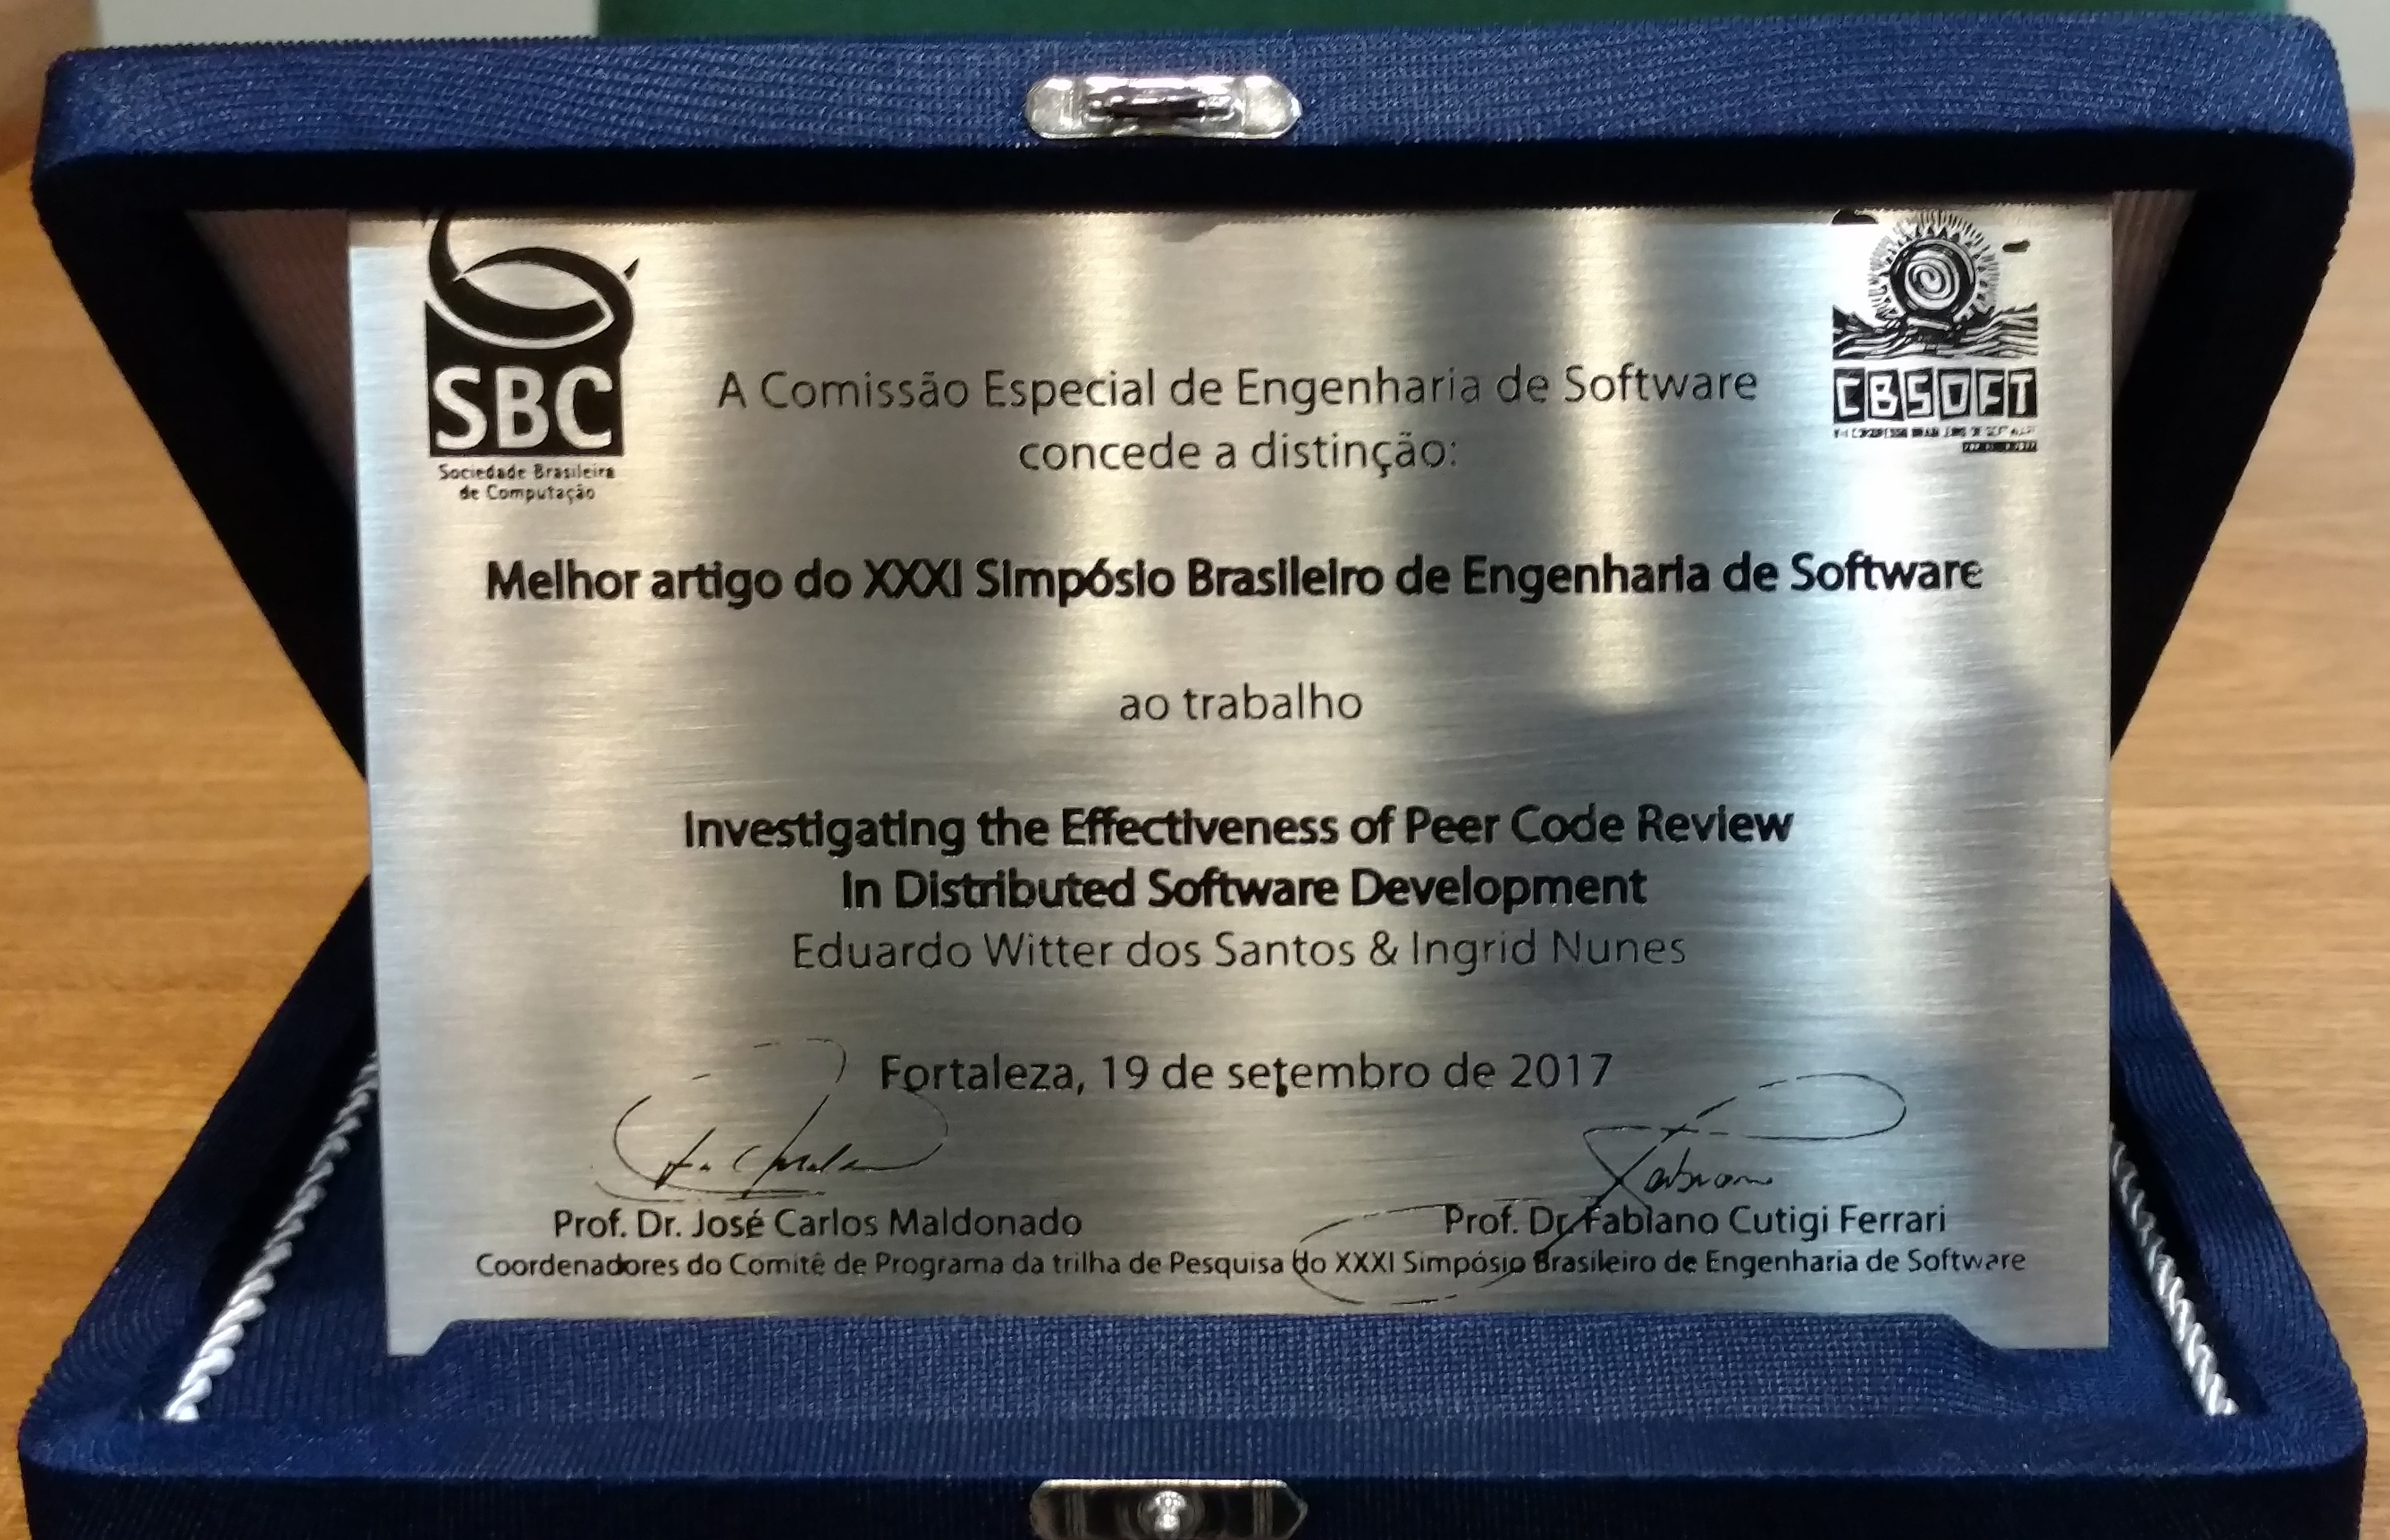 SBC
Sociedade Brasileira
de Computação
CBSOFT
A Comissão Especial de Engenharia de Software
concede a distinção:
Melhor artigo do XXXI Simpósio Brasileiro de Engenharia de Software
ao trabalho
Investigating the Effectiveness of Peer Code Review
in Distributed Software Development
Eduardo Witter dos Santos & Ingrid Nunes
Fortaleza, 19 de setembro de 2017
Prof. Dr. José Carlos Maldonado
Prof. Dr. Fabiano Cutigi Ferrari
Coordenadores do Comitê de Programa da trilha de Pesquisa do XXXI Simpósio Brasileiro de Engenharia de Software